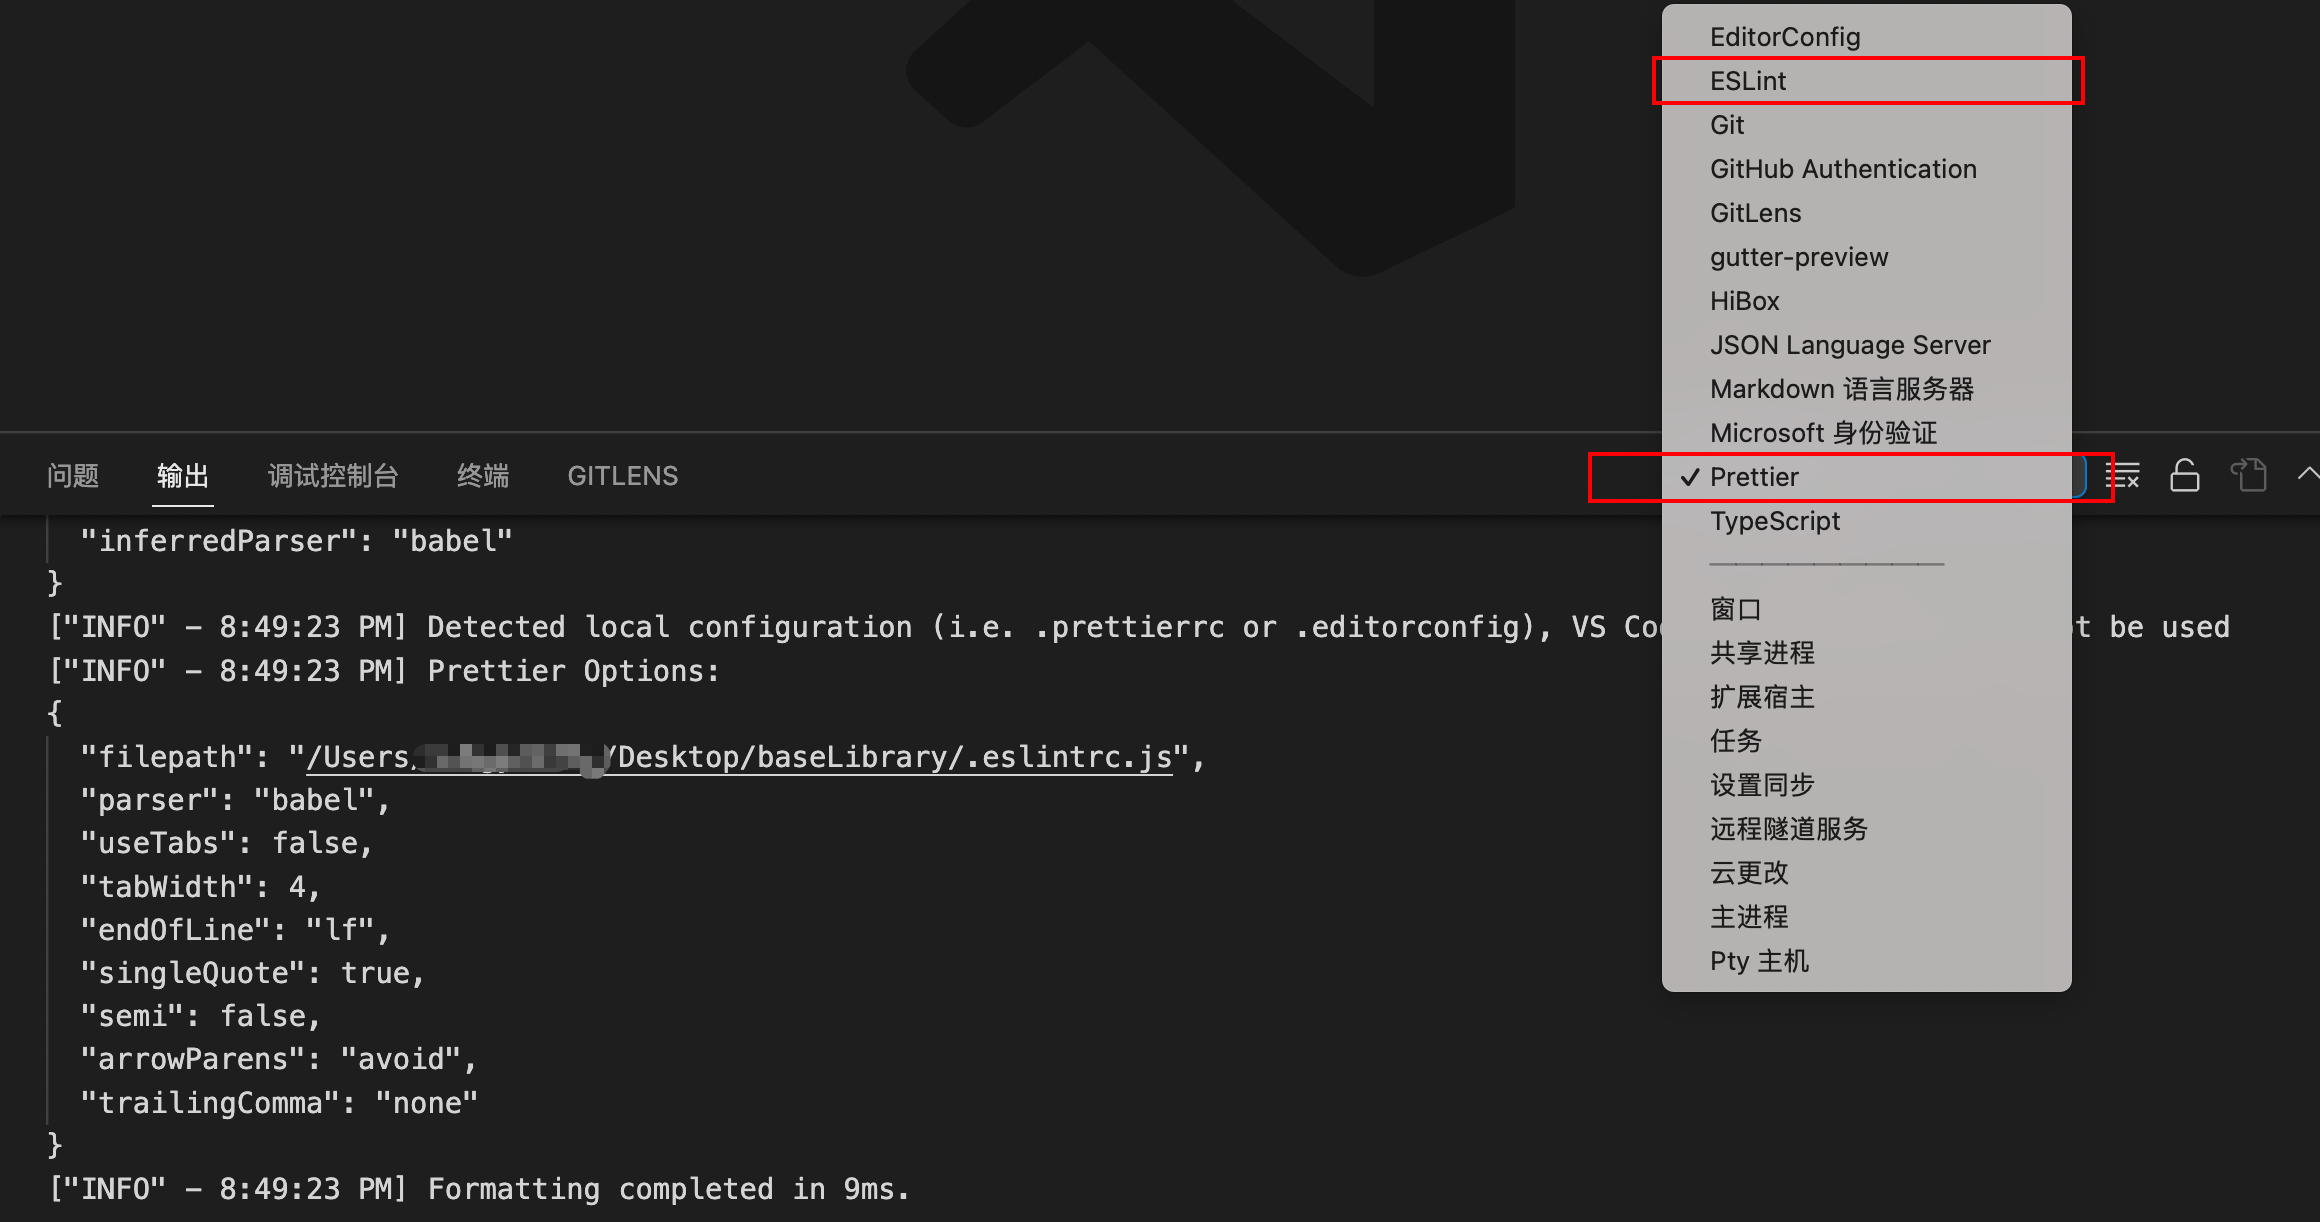 EditorConfig
ESLint
Git
GitHub Authentication
GitLens
gutter-preview
HiBox
JSON Language Server
Markdown 语言服务器
Microsoft 身份验证
✓ Prettier
TypeScript
窗口
共享进程
扩展宿主
任务
设置同步
远程隧道服务
云更改
主进程
Pty 主机
问题 输出 调试控制台 终端 GITLENS
"inferredParser": "babel"
}
["INFO" - 8:49:23 PM] Detected local configuration (i.e. .prettierrc or .editorconfig), VS be used
["INFO" - 8:49:23 PM] Prettier Options:
{
"filepath": "/Users/ /Desktop/baseLibrary/.eslintrc.js",
"parser": "babel",
"useTabs": false,
"tabWidth": 4,
"endOfLine": "lf",
"singleQuote": true,
"semi": false,
"arrowParens": "avoid",
"trailingComma": "none"
}
["INFO" - 8:49:23 PM] Formatting completed in 9ms.